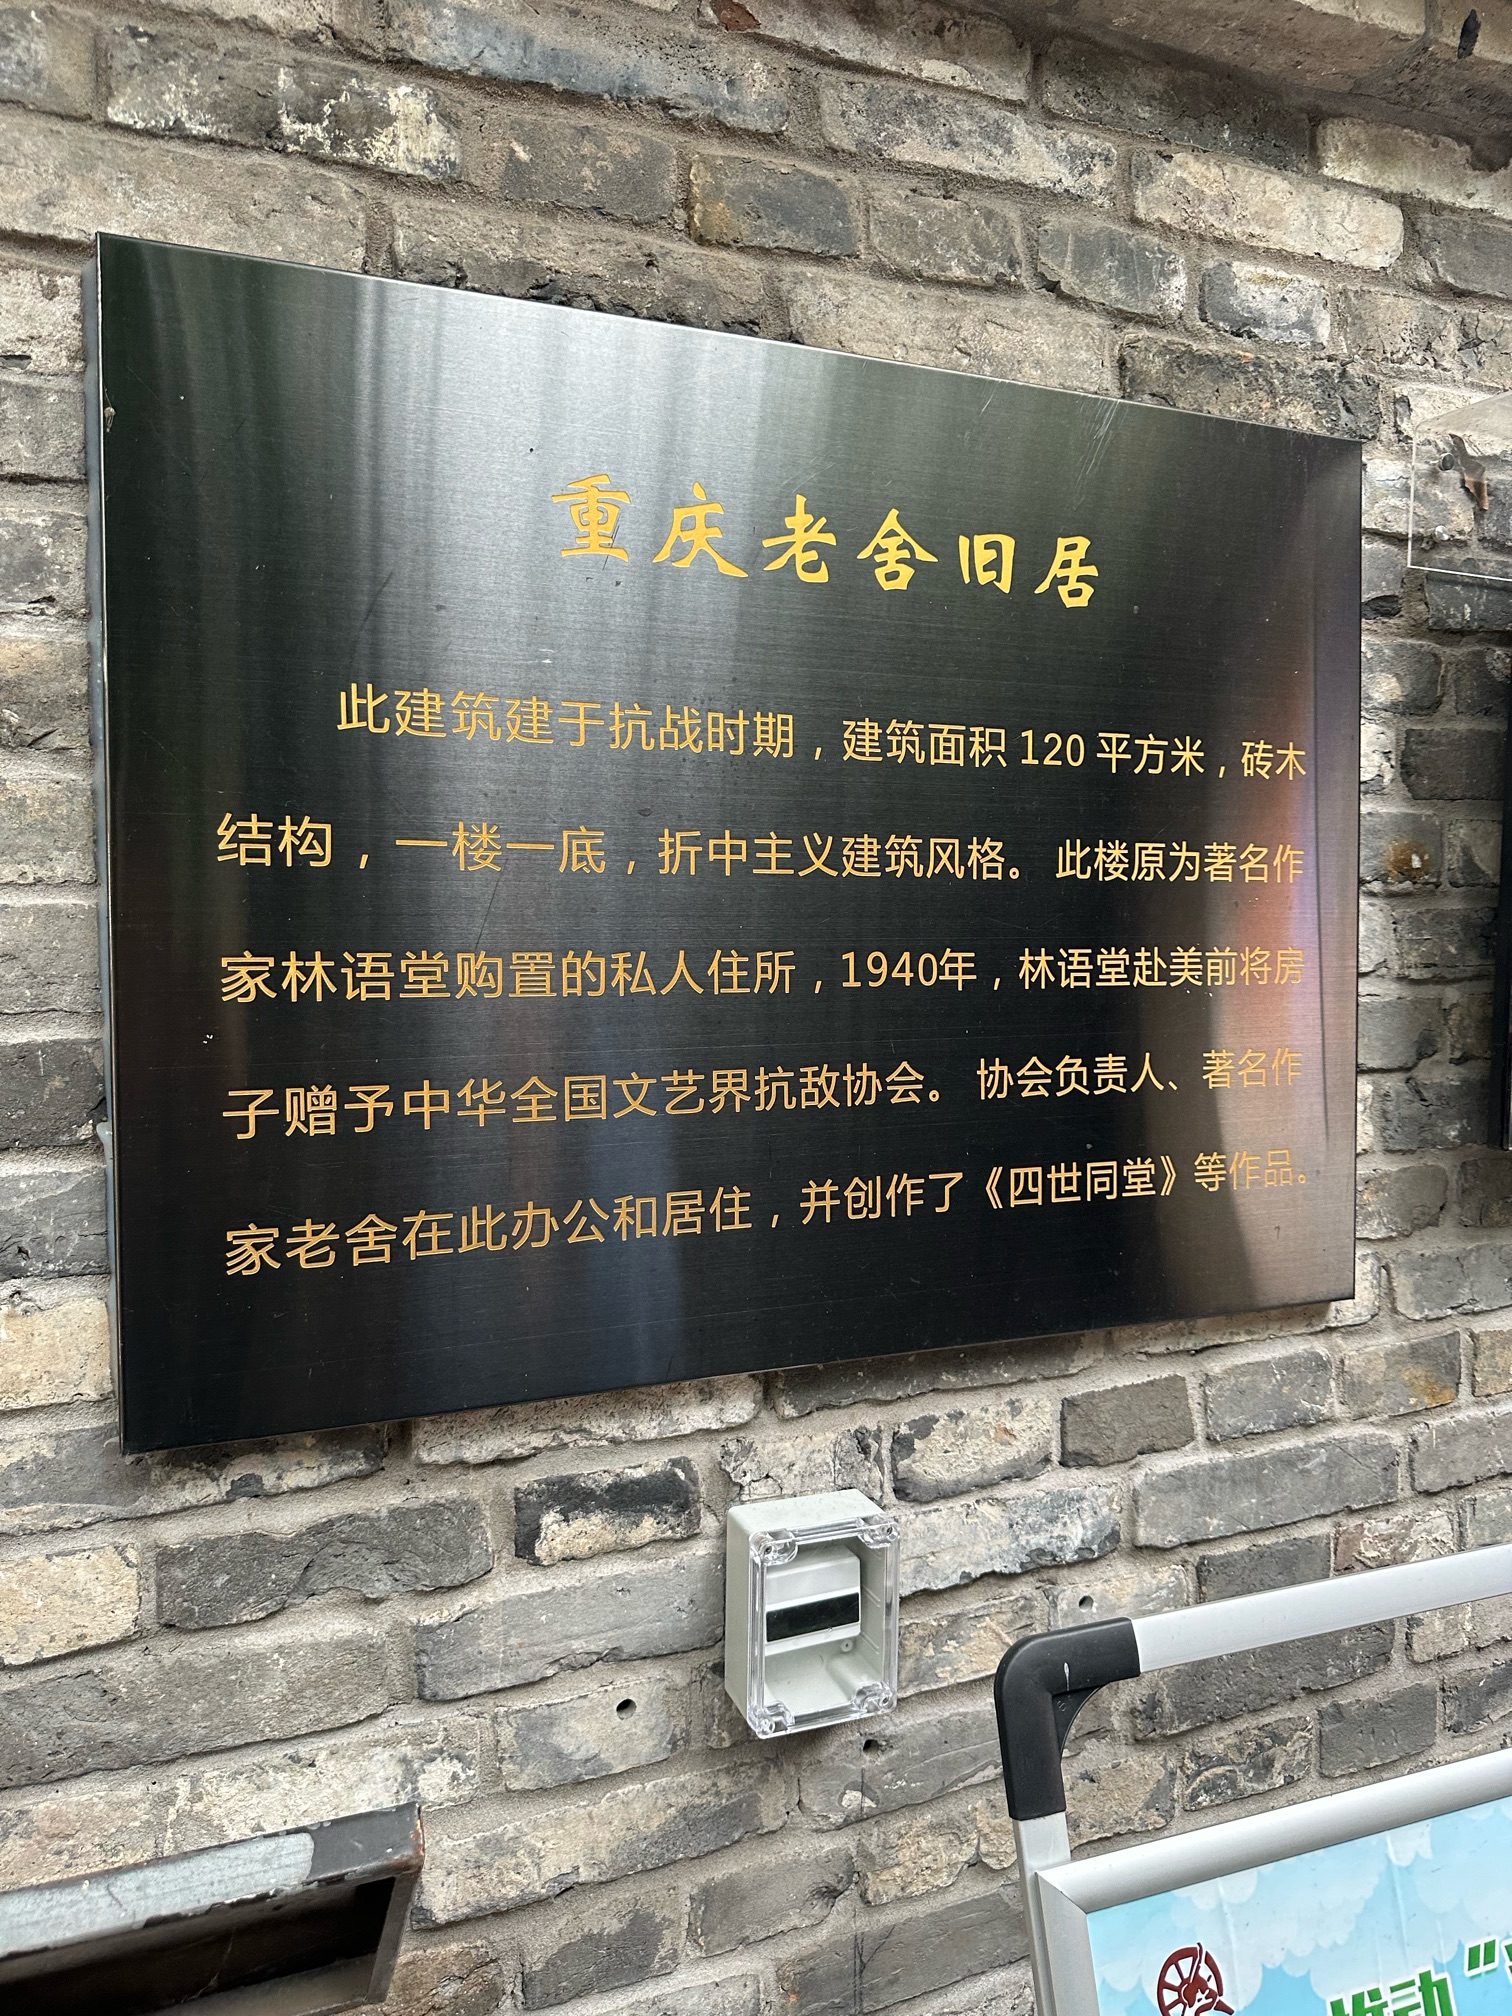 重庆老舍旧居
此建筑建于抗战时期，建筑面积 120 平方米，砖木
结构，一楼一底，折中主义建筑风格。 此楼原为著名作
家林语堂购置的私人住所，1940年，林语堂赴美前将房
子赠予中华全国文艺界抗敌协会。 协会负责人、著名作
家老舍在此办公和居住，并创作了《四世同堂》等作品。
动“